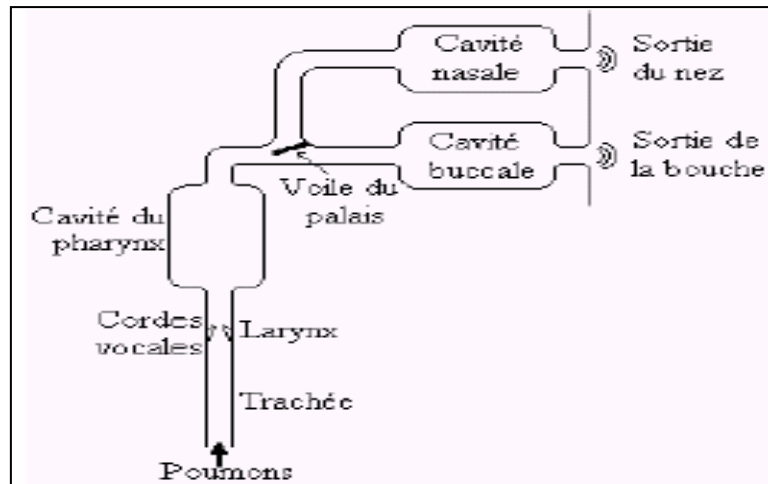 Cavité
nasale
Sortie
du nez
Cavité
buccale
Sortie de
la bouche
Voile du
palais
Cavité du
pharynx
Cordes
vocales
Larynx
Trachée
Poumons